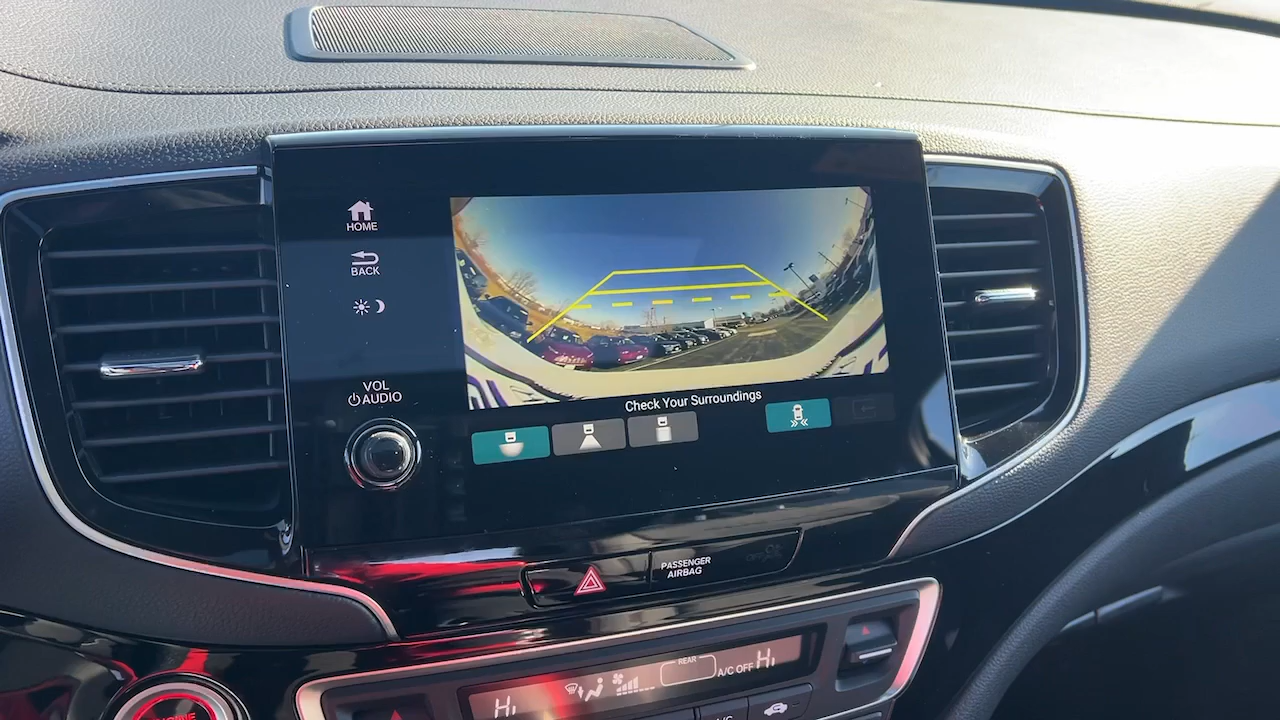 HOME
BACK
VOL
AUDIO
Check Your Surroundings
PASSENGER
AIRBAG
REAR
A/C OFF
Hi
Hi
A/C